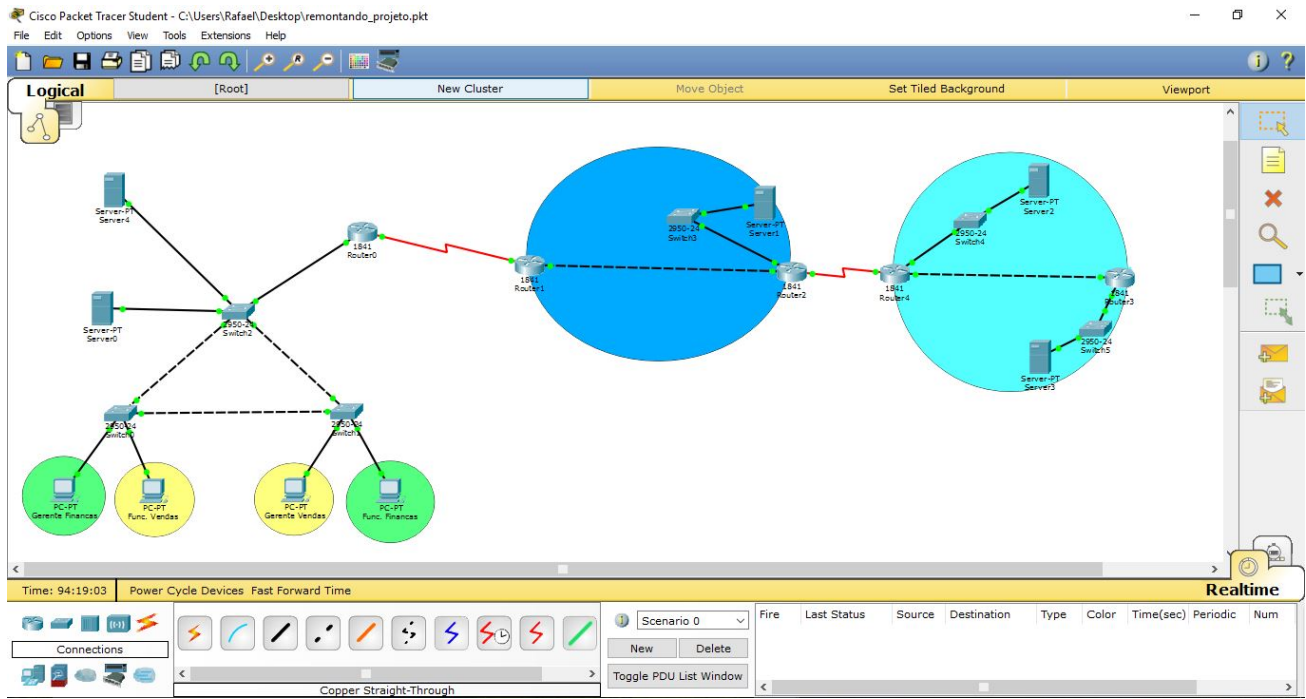 Cisco Packet Tracer Student - C:\Users\Rafael\Desktop\remontando_projeto.pkt
File Edit Options View Tools Extensions Help
Logical [Root] New Cluster Move Object Set Tiled Background Viewport
Server-PT
Server4
1841
Router0
Server-PT
Server0
2950-24
Switch2
2950-24
Switch0
2950-24
PC-PT
Gerente Financas
PC-PT
Func. Vendas
PC-PT
Gerente Vendas
PC-PT
Func. Financas
2950-24
Switch3
Server-PT
Server1
1841
Router1
1841
Router2
Server-PT
Server2
2950-24
Switch4
1841
Router4
1841
Router3
2950-24
Switch5
Server-PT
Server3
Time: 94:19:03 Power Cycle Devices Fast Forward Time Realtime
Connections
Copper Straight-Through
Scenario 0
New Delete
Toggle PDU List Window
Fire Last Status Source Destination Type Color Time(sec) Periodic Num